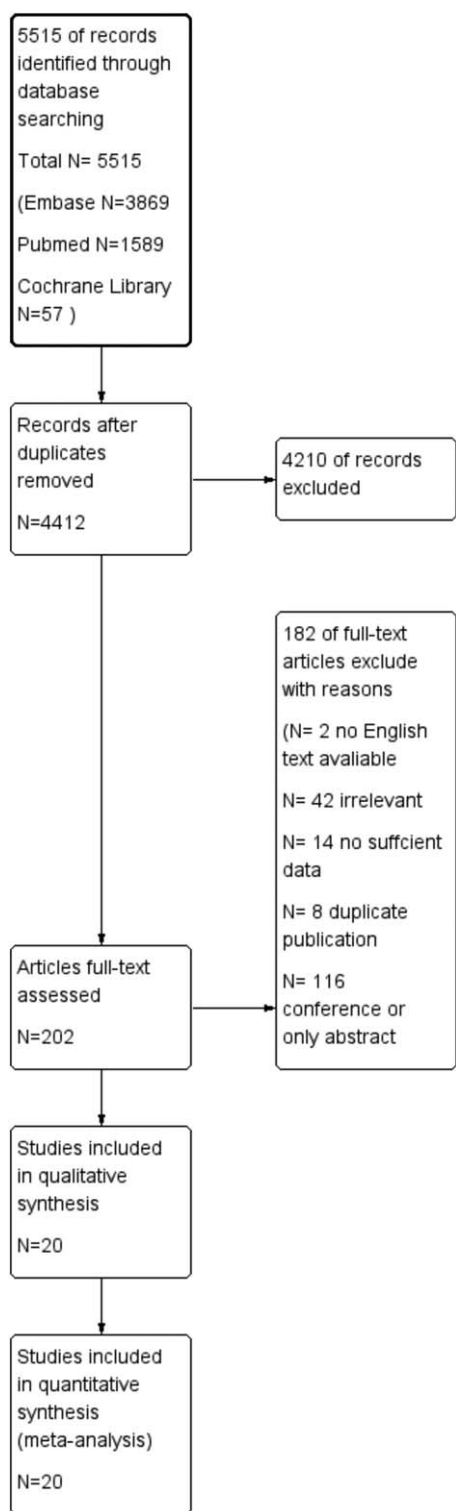 5515 of records
identified through
database
searching
Total N= 5515
(Embase N=3869
Pubmed N=1589
Cochrane Library
N=57 )
Records after
duplicates
removed
N=4412
4210 of records
excluded
182 of full-text
articles exclude
with reasons
(N= 2 no English
text avaliable
N= 42 irrelevant
N= 14 no suffcient
data
N= 8 duplicate
publication
N= 116
conference or
only abstract
Articles full-text
assessed
N=202
Studies included
in qualitative
synthesis
N=20
Studies included
in quantitative
synthesis
(meta-analysis)
N=20